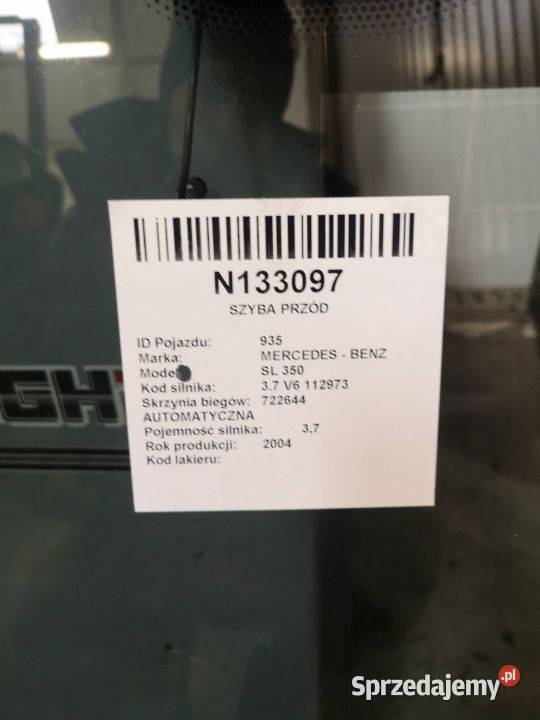 N133097
SZYBA PRZÓD
ID Pojazdu: 935
Marka: MERCEDES - BENZ
Model: SL 350
Kod silnika: 3.7 V6 112973
Skrzynia biegów: 722644
AUTOMATYCZNA
Pojemność silnika: 3,7
Rok produkcji: 2004
Kod lakieru:
GH
Sprzedajemy.pl